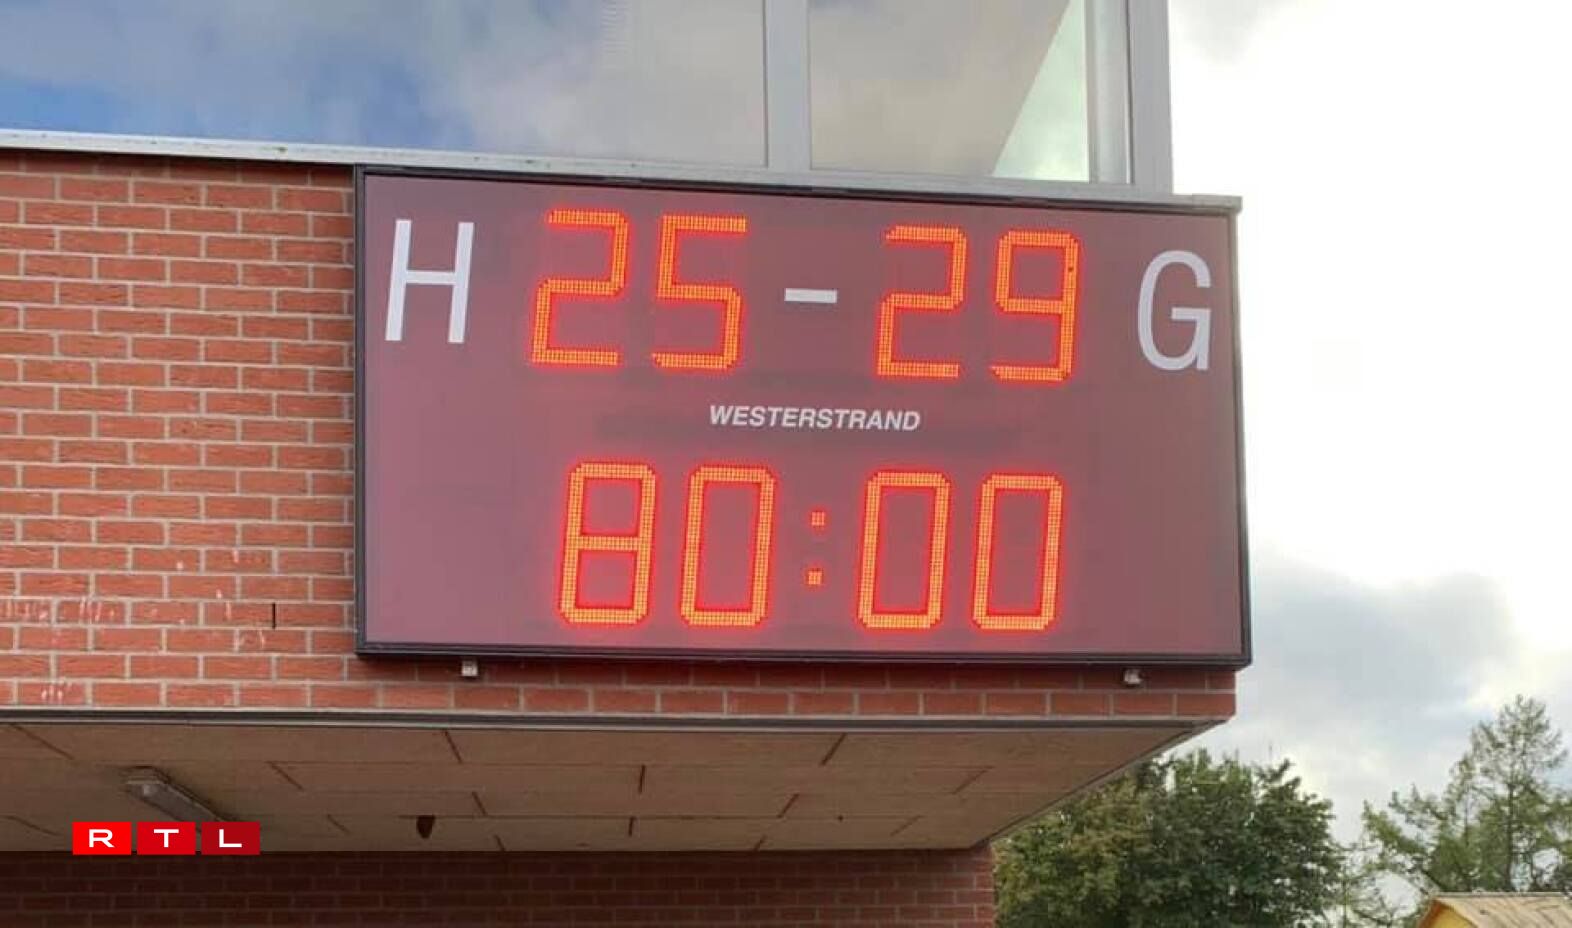 H 25 - 29 G
WESTERSTRAND
80:00
RTL